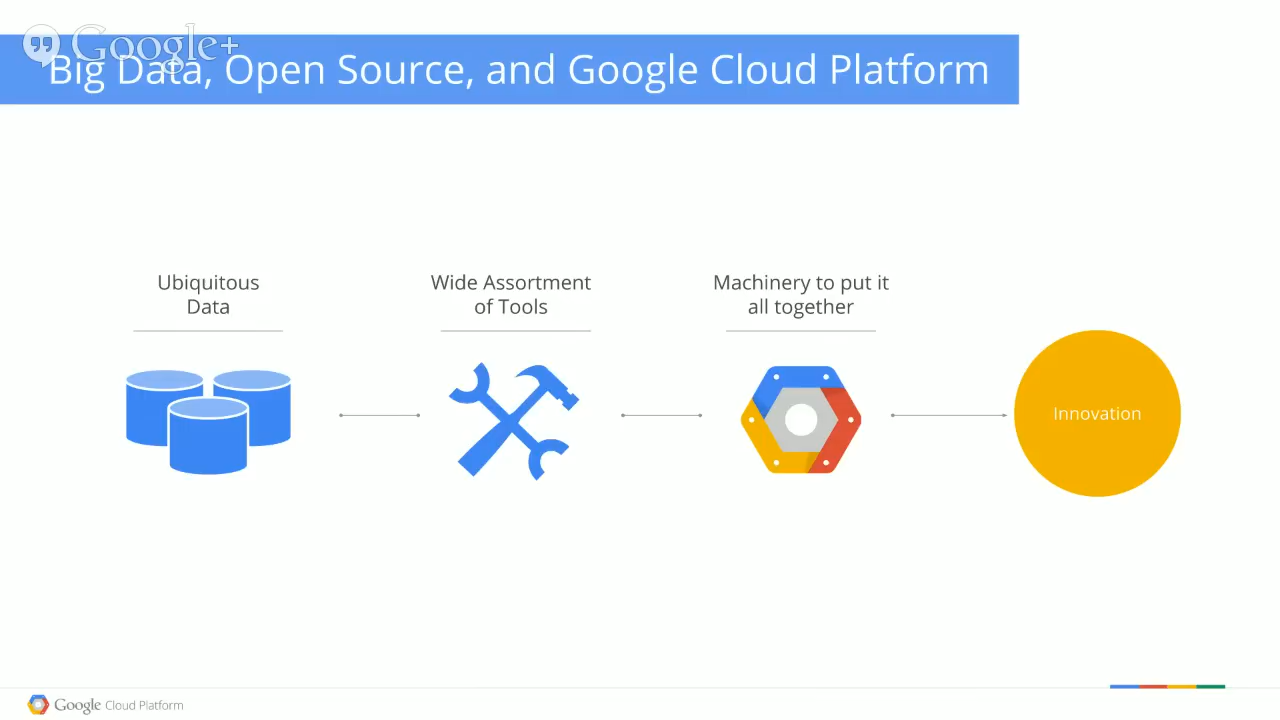 Google+
Big Data, Open Source, and Google Cloud Platform
Ubiquitous
Data
Wide Assortment
of Tools
Machinery to put it
all together
Innovation
Google Cloud Platform